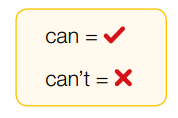 can = ✔
can't = ✖